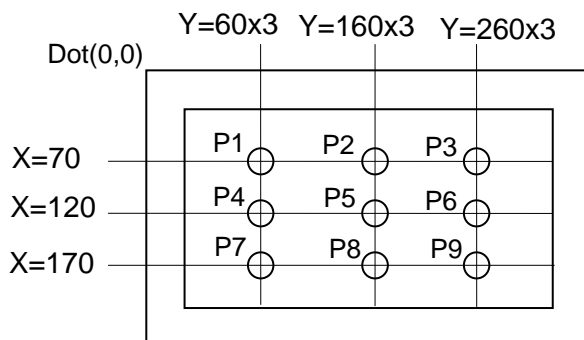 Y=60x3 Y=160x3 Y=260x3
Dot(0,0)
X=70 P1 P2 P3
X=120 P4 P5 P6
X=170 P7 P8 P9